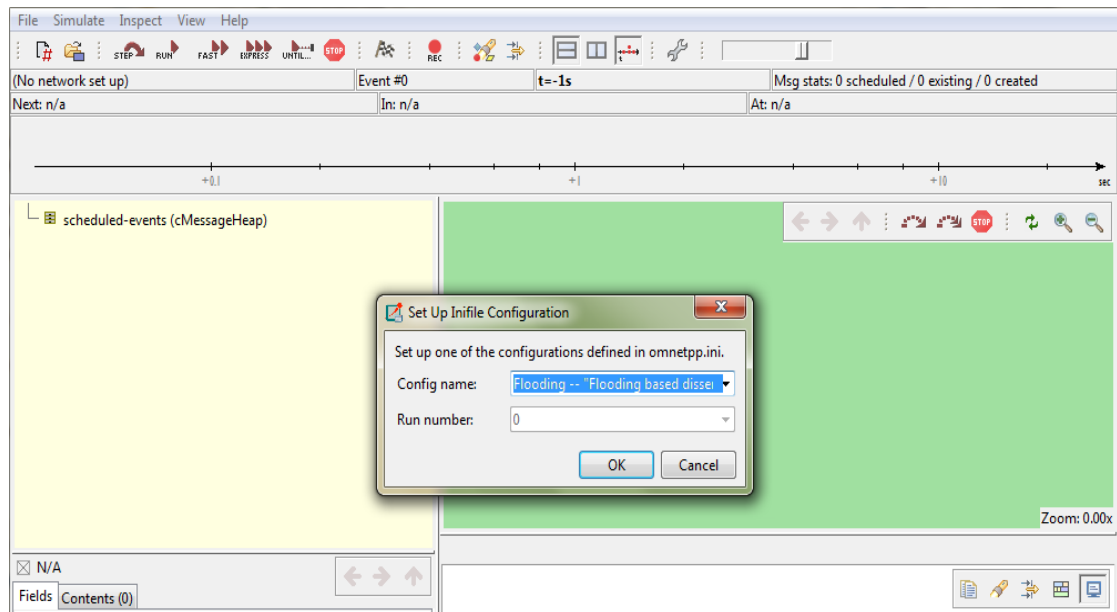 File Simulate Inspect View Help
STEP RUN FAST EXPRESS UNTIL... STOP REC
(No network set up) Event #0 t=-1s Msg stats: 0 scheduled / 0 existing / 0 created
Next: n/a In: n/a At: n/a
+0.1 +1 +10 sec
scheduled-events (cMessageHeap)
STOP
Set Up Inifile Configuration
Set up one of the configurations defined in omnetpp.ini.
Config name: Flooding -- "Flooding based disser
Run number: 0
OK Cancel
Zoom: 0.00x
N/A
Fields Contents (0)